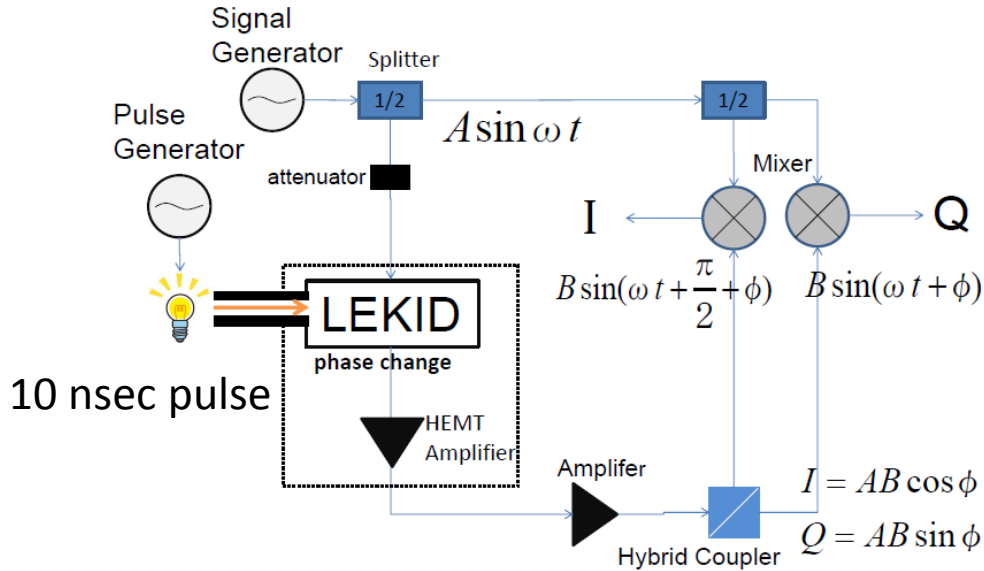 Signal
Generator
Splitter
1/2
1/2
Pulse
Generator
A sin ω t
attenuator
Mixer
I
Q
B sin(ω t + π/2 + φ)
B sin(ω t + φ)
LEKID
phase change
10 nsec pulse
HEMT
Amplifier
Amplifer
I = AB cos φ
Q = AB sin φ
Hybrid Coupler